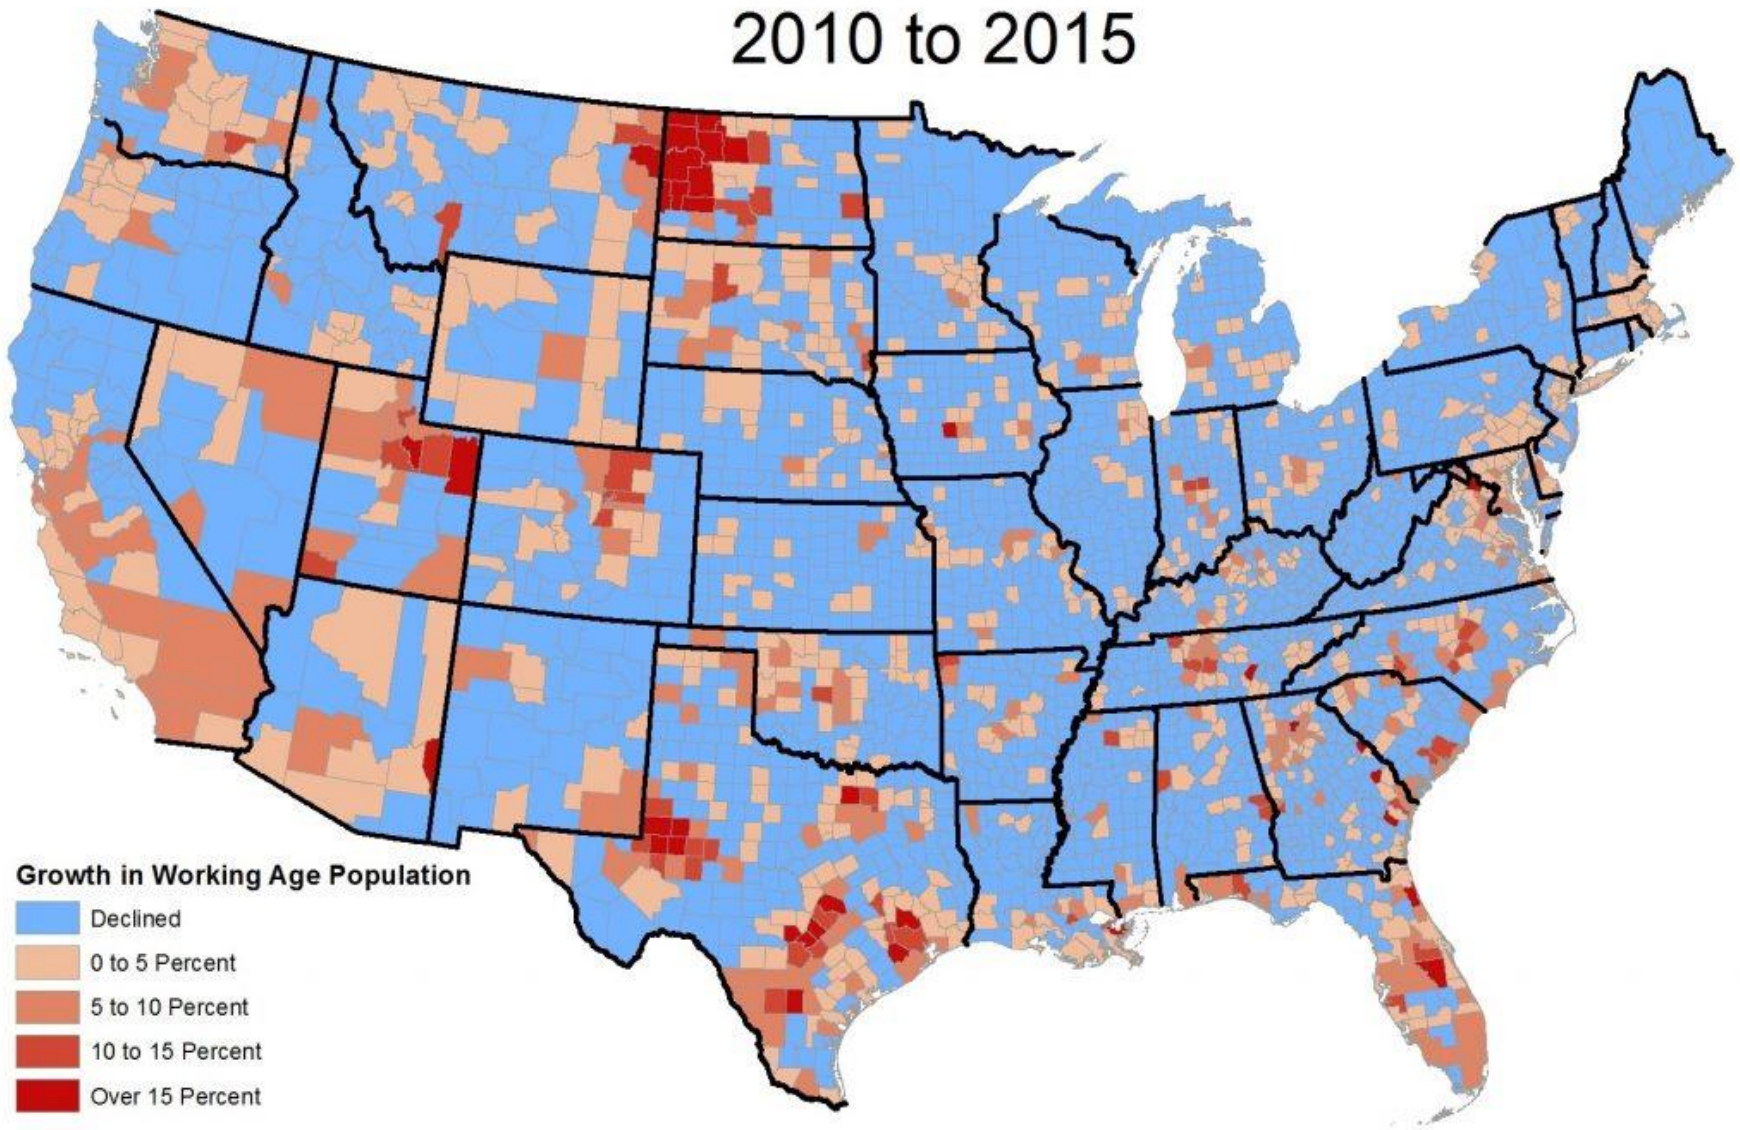 2010 to 2015
Growth in Working Age Population
Declined
0 to 5 Percent
5 to 10 Percent
10 to 15 Percent
Over 15 Percent